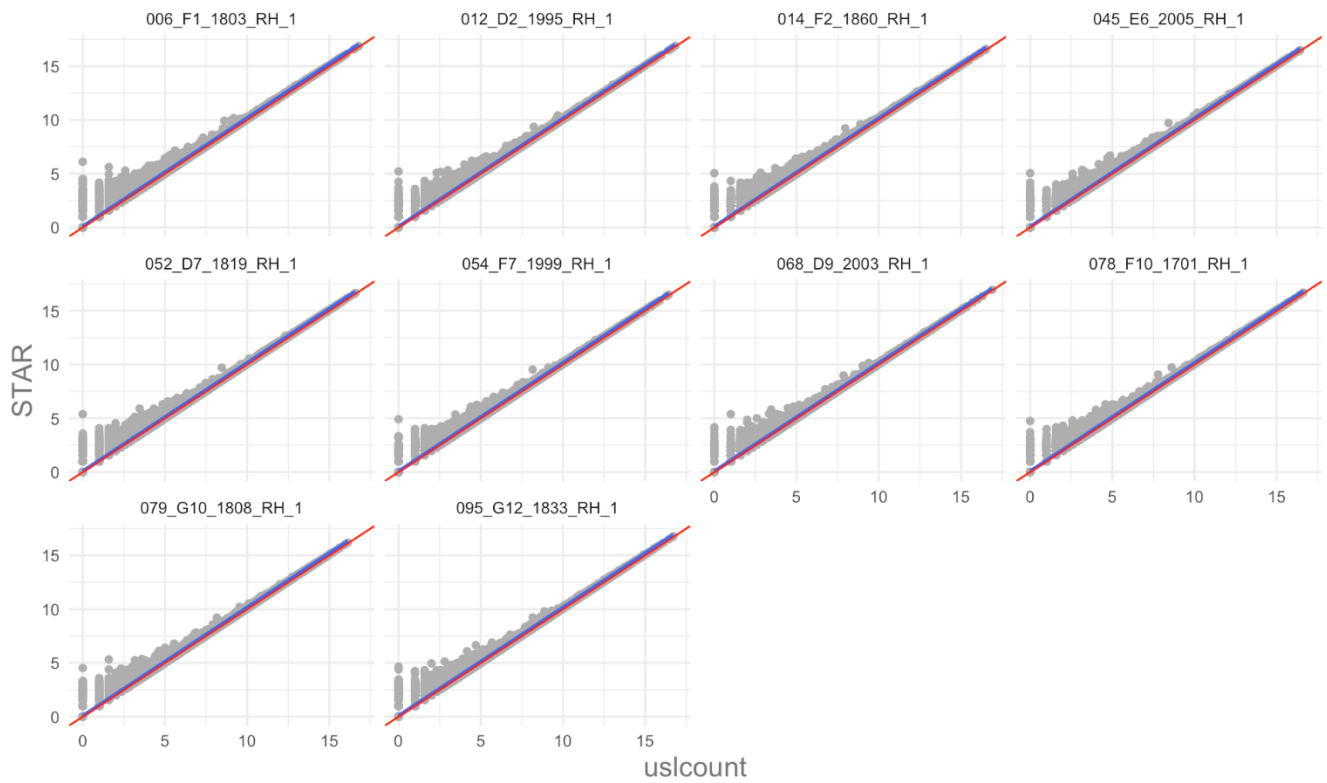 006_F1_1803_RH_1 012_D2_1995_RH_1 014_F2_1860_RH_1 045_E6_2005_RH_1
15
10
5
0
052_D7_1819_RH_1 054_F7_1999_RH_1 068_D9_2003_RH_1 078_F10_1701_RH_1
15
10
5
0
STAR
0 5 10 15 0 5 10 15
079_G10_1808_RH_1 095_G12_1833_RH_1
15
10
5
0
0 5 10 15 0 5 10 15
uslcount